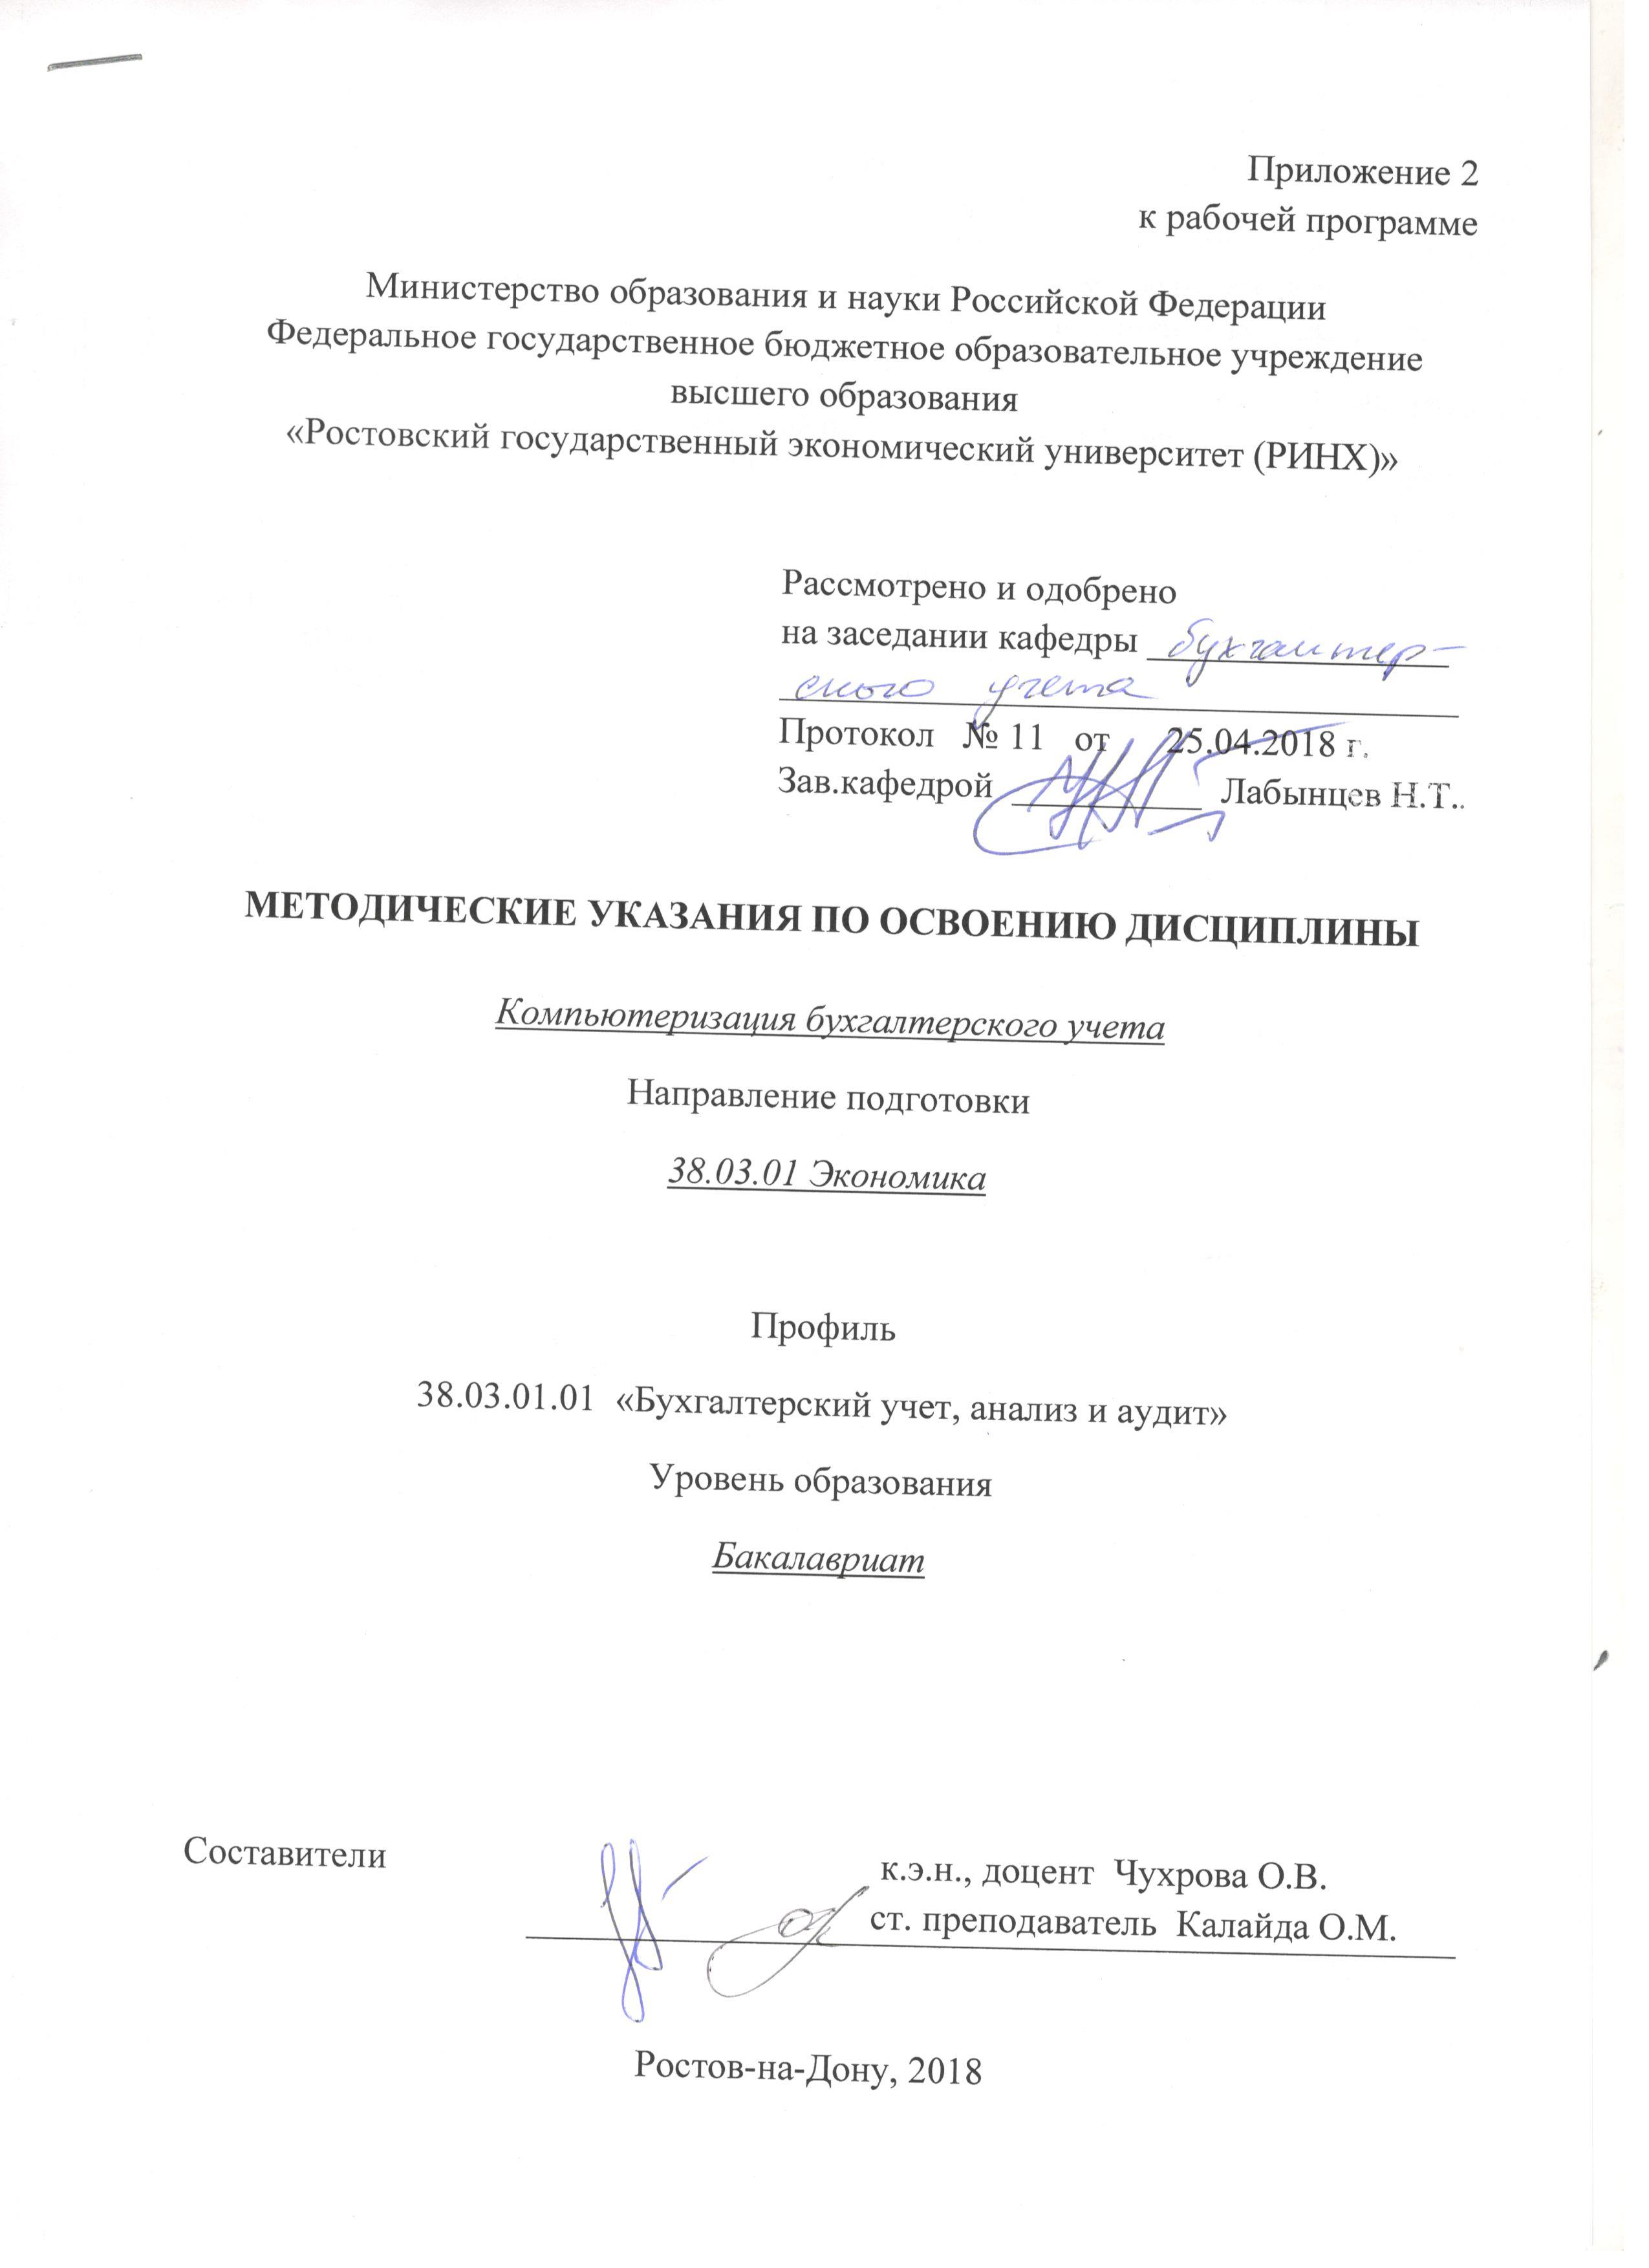 Приложение 2
к рабочей программе
Министерство образования и науки Российской Федерации
Федеральное государственное бюджетное образовательное учреждение
высшего образования
«Ростовский государственный экономический университет (РИНХ)»
Рассмотрено и одобрено
на заседании кафедры бухгалтер-
ского учета
Протокол № 11 от 25.04.2018 г.
Зав.кафедрой Лабынцев Н.Т..
МЕТОДИЧЕСКИЕ УКАЗАНИЯ ПО ОСВОЕНИЮ ДИСЦИПЛИНЫ
Компьютеризация бухгалтерского учета
Направление подготовки
38.03.01 Экономика
Профиль
38.03.01.01 «Бухгалтерский учет, анализ и аудит»
Уровень образования
Бакалавриат
Составители к.э.н., доцент Чухрова О.В.
ст. преподаватель Калайда О.М.
Ростов-на-Дону, 2018